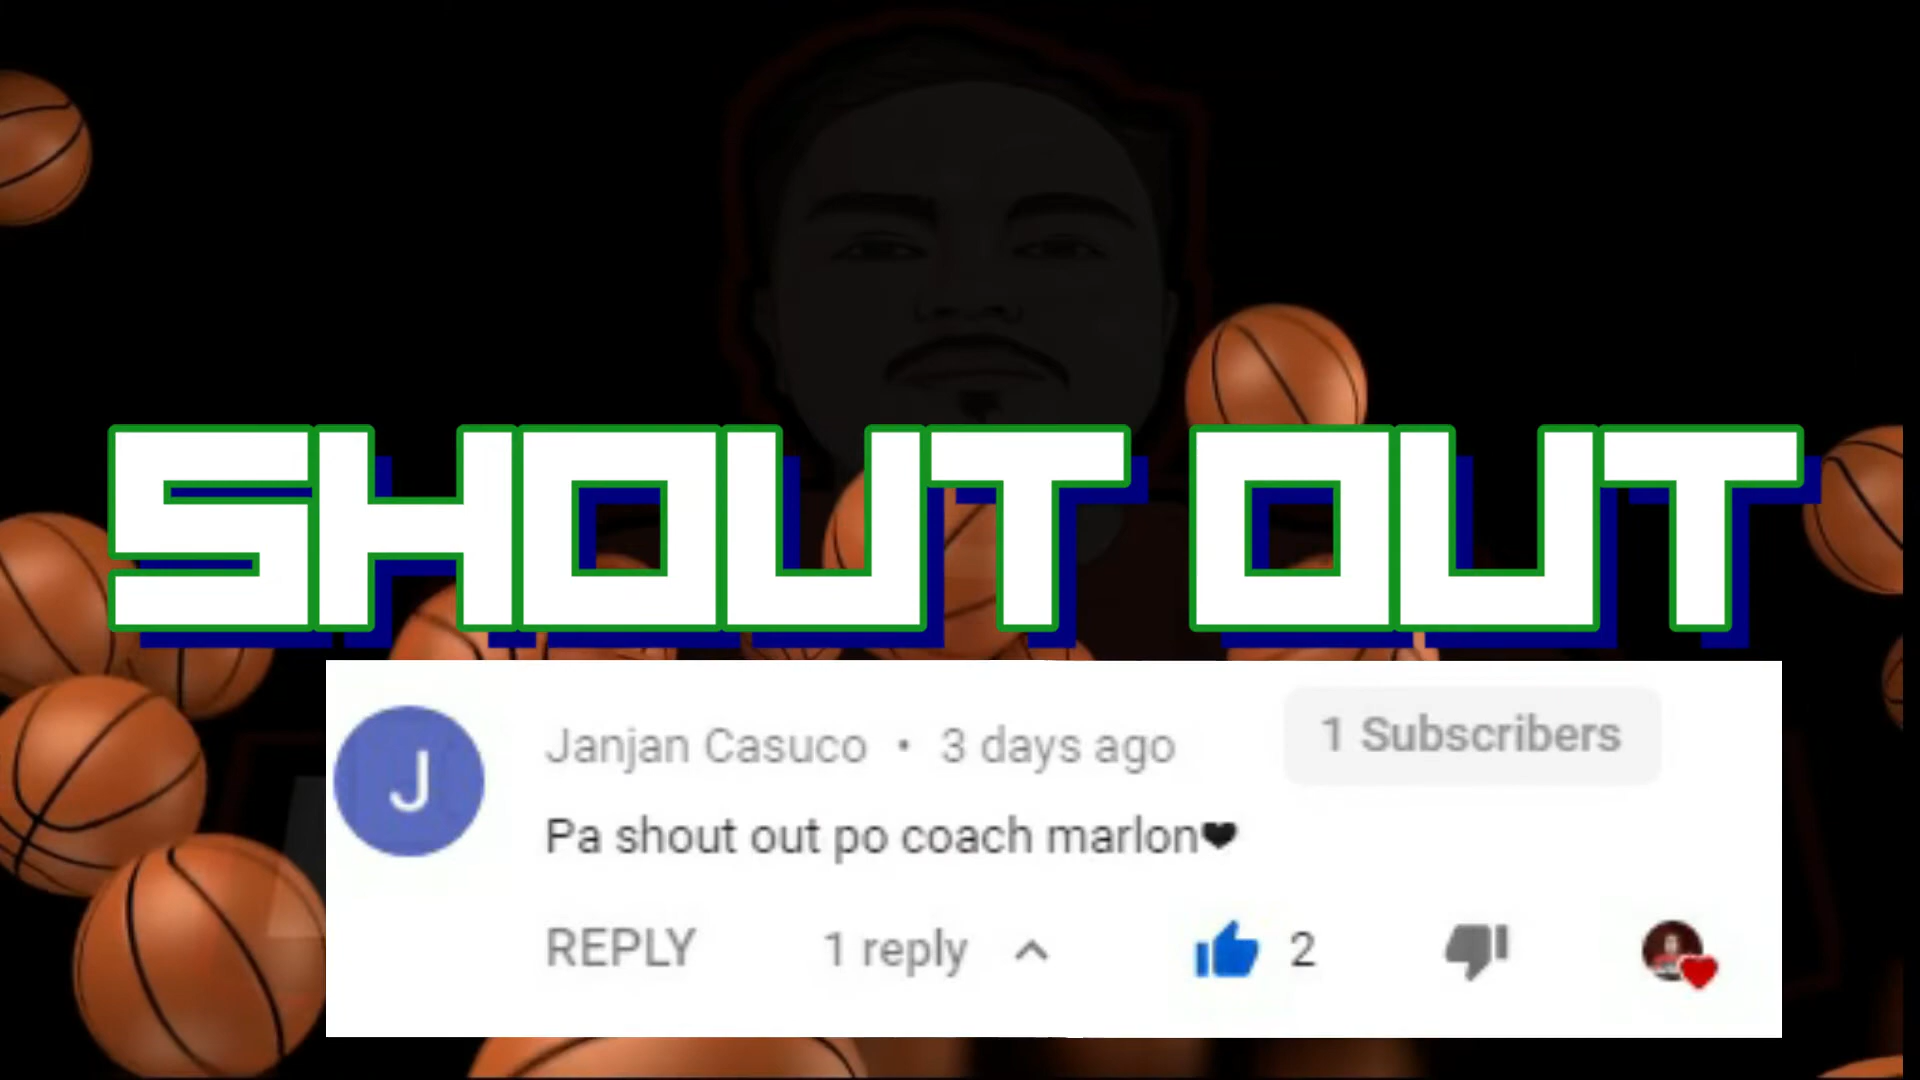 SHOUT OUT
Janjan Casuco • 3 days ago
1 Subscribers
J
Pa shout out po coach marlon🖤
REPLY
1 reply
2